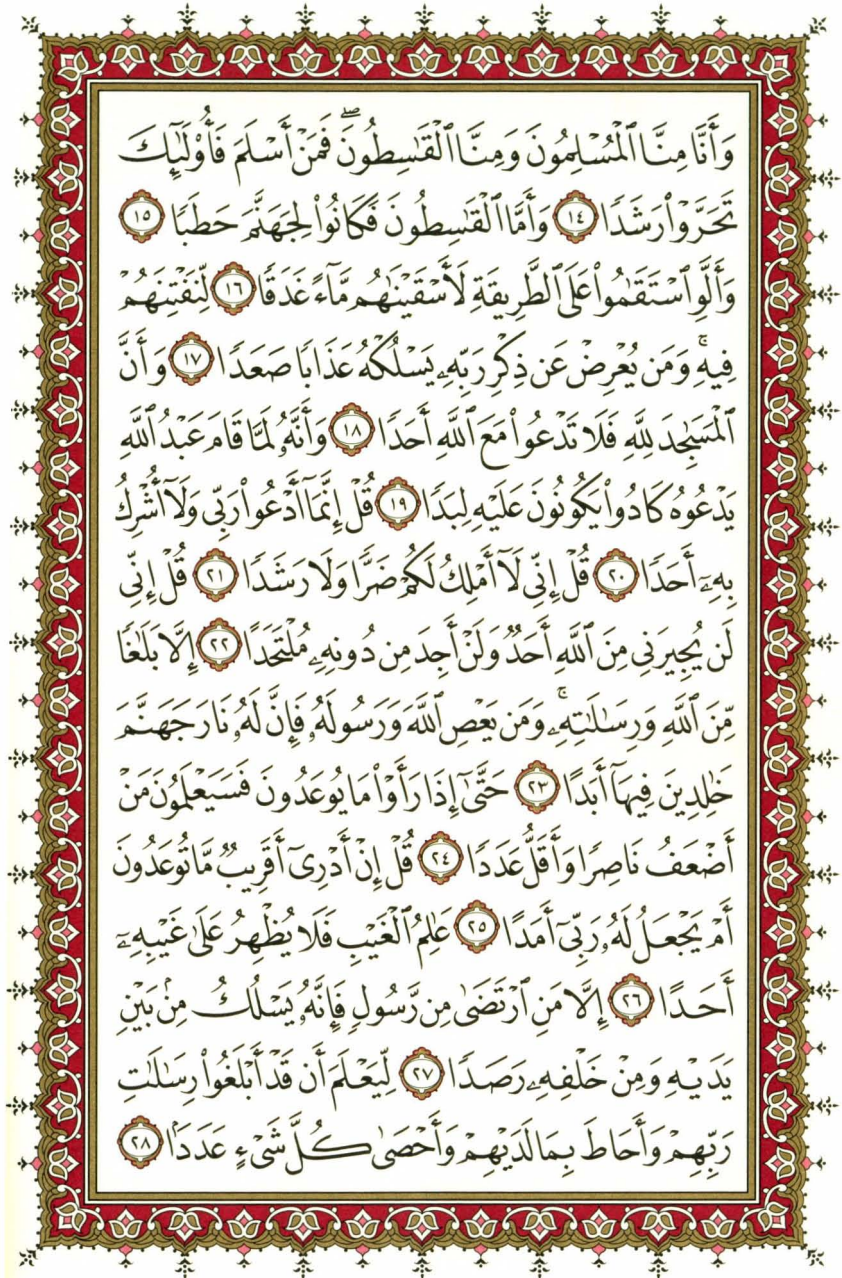 وَأَنَّا مِنَّا ٱلْمُسْلِمُونَ وَمِنَّا ٱلْقَٰسِطُونَۖ فَمَنْ أَسْلَمَ فَأُو۟لَٰٓئِكَ
تَحَرَّوْا۟ رَشَدًا ١٤ وَأَمَّا ٱلْقَٰسِطُونَ فَكَانُوا۟ لِجَهَنَّمَ حَطَبًا ١٥
وَأَلَّوِ ٱسْتَقَٰمُوا۟ عَلَى ٱلطَّرِيقَةِ لَأَسْقَيْنَٰهُم مَّآءً غَدَقًا ١٦ لِّنَفْتِنَهُمْ
فِيهِۚ وَمَن يُعْرِضْ عَن ذِكْرِ رَبِّهِۦ يَسْلُكْهُ عَذَابًا صَعَدًا ١٧ وَأَنَّ
ٱلْمَسَٰجِدَ لِلَّهِ فَلَا تَدْعُوا۟ مَعَ ٱللَّهِ أَحَدًا ١٨ وَأَنَّهُۥ لَمَّا قَامَ عَبْدُ ٱللَّهِ
يَدْعُوهُ كَادُوا۟ يَكُونُونَ عَلَيْهِ لِبَدًا ١٩ قُلْ إِنَّمَآ أَدْعُوا۟ رَبِّى وَلَآ أُشْرِكُ
بِهِۦٓ أَحَدًا ٢٠ قُلْ إِنِّى لَآ أَمْلِكُ لَكُمْ ضَرًّا وَلَا رَشَدًا ٢١ قُلْ إِنِّى
لَن يُجِيرَنِى مِنَ ٱللَّهِ أَحَدٌ وَلَنْ أَجِدَ مِن دُونِهِۦ مُلْتَحَدًا ٢٢ إِلَّا بَلَٰغًا
مِّنَ ٱللَّهِ وَرِسَٰلَٰتِهِۦۚ وَمَن يَعْصِ ٱللَّهَ وَرَسُولَهُۥ فَإِنَّ لَهُۥ نَارَ جَهَنَّمَ
خَٰلِدِينَ فِيهَآ أَبَدًا ٢٣ حَتَّىٰٓ إِذَا رَأَوْا۟ مَا يُوعَدُونَ فَسَيَعْلَمُونَ مَنْ
أَضْعَفُ نَاصِرًا وَأَقَلُّ عَدَدًا ٢٤ قُلْ إِنْ أَدْرِىٓ أَقَرِيبٌ مَّا تُوعَدُونَ
أَمْ يَجْعَلُ لَهُۥ رَبِّىٓ أَمَدًا ٢٥ عَٰلِمُ ٱلْغَيْبِ فَلَا يُظْهِرُ عَلَىٰ غَيْبِهِۦٓ
أَحَدًا ٢٦ إِلَّا مَنِ ٱرْتَضَىٰ مِن رَّسُولٍ فَإِنَّهُۥ يَسْلُكُ مِنۢ بَيْنِ
يَدَيْهِ وَمِنْ خَلْفِهِۦ رَصَدًا ٢٧ لِّيَعْلَمَ أَن قَدْ أَبْلَغُوا۟ رِسَٰلَٰتِ
رَبِّهِمْ وَأَحَاطَ بِمَا لَدَيْهِمْ وَأَحْصَىٰ كُلَّ شَىْءٍ عَدَدًۢا ٢٨